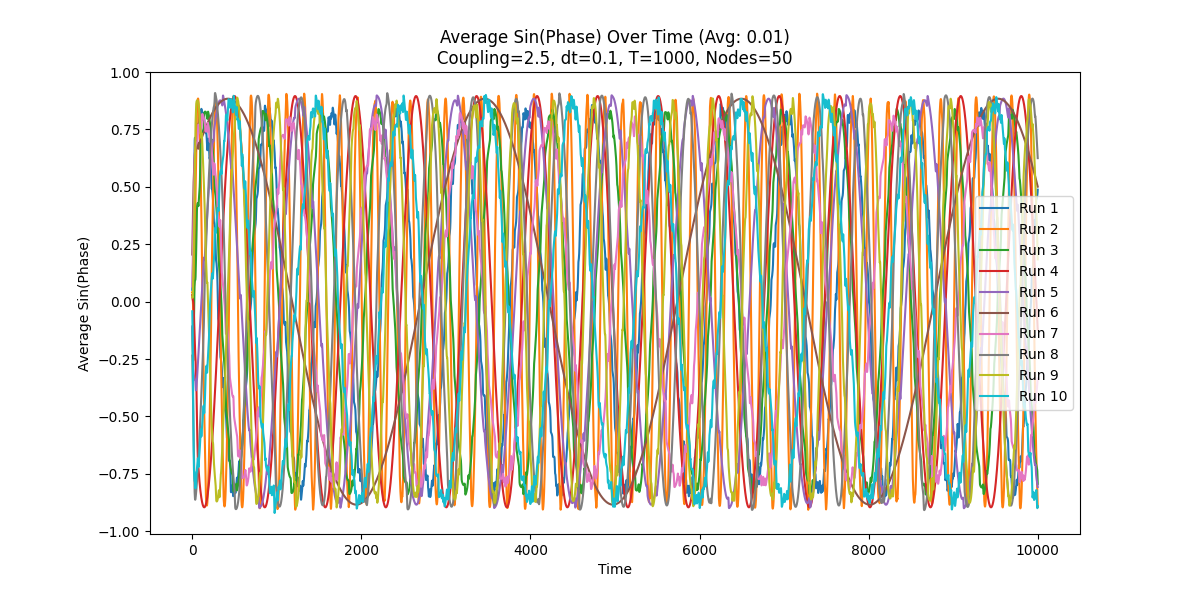 Average Sin(Phase) Over Time (Avg: 0.01)
Coupling=2.5, dt=0.1, T=1000, Nodes=50
1.00
0.75
0.50
0.25
0.00
−0.25
−0.50
−0.75
−1.00
Average Sin(Phase)
Run 1
Run 2
Run 3
Run 4
Run 5
Run 6
Run 7
Run 8
Run 9
Run 10
0 2000 4000 6000 8000 10000
Time